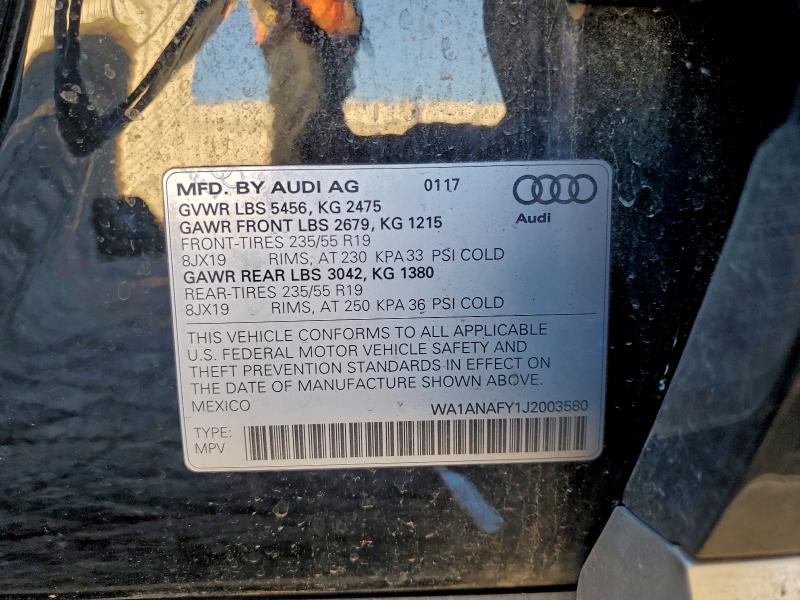 MFD. BY AUDI AG 0117
GVWR LBS 5456, KG 2475
GAWR FRONT LBS 2679, KG 1215
FRONT-TIRES 235/55 R19
8JX19 RIMS, AT 230 KPA 33 PSI COLD
GAWR REAR LBS 3042, KG 1380
REAR-TIRES 235/55 R19
8JX19 RIMS, AT 250 KPA 36 PSI COLD
Audi
THIS VEHICLE CONFORMS TO ALL APPLICABLE
U.S. FEDERAL MOTOR VEHICLE SAFETY AND
THEFT PREVENTION STANDARDS IN EFFECT ON
THE DATE OF MANUFACTURE SHOWN ABOVE.
MEXICO WA1ANAFY1J2003580
TYPE:
MPV